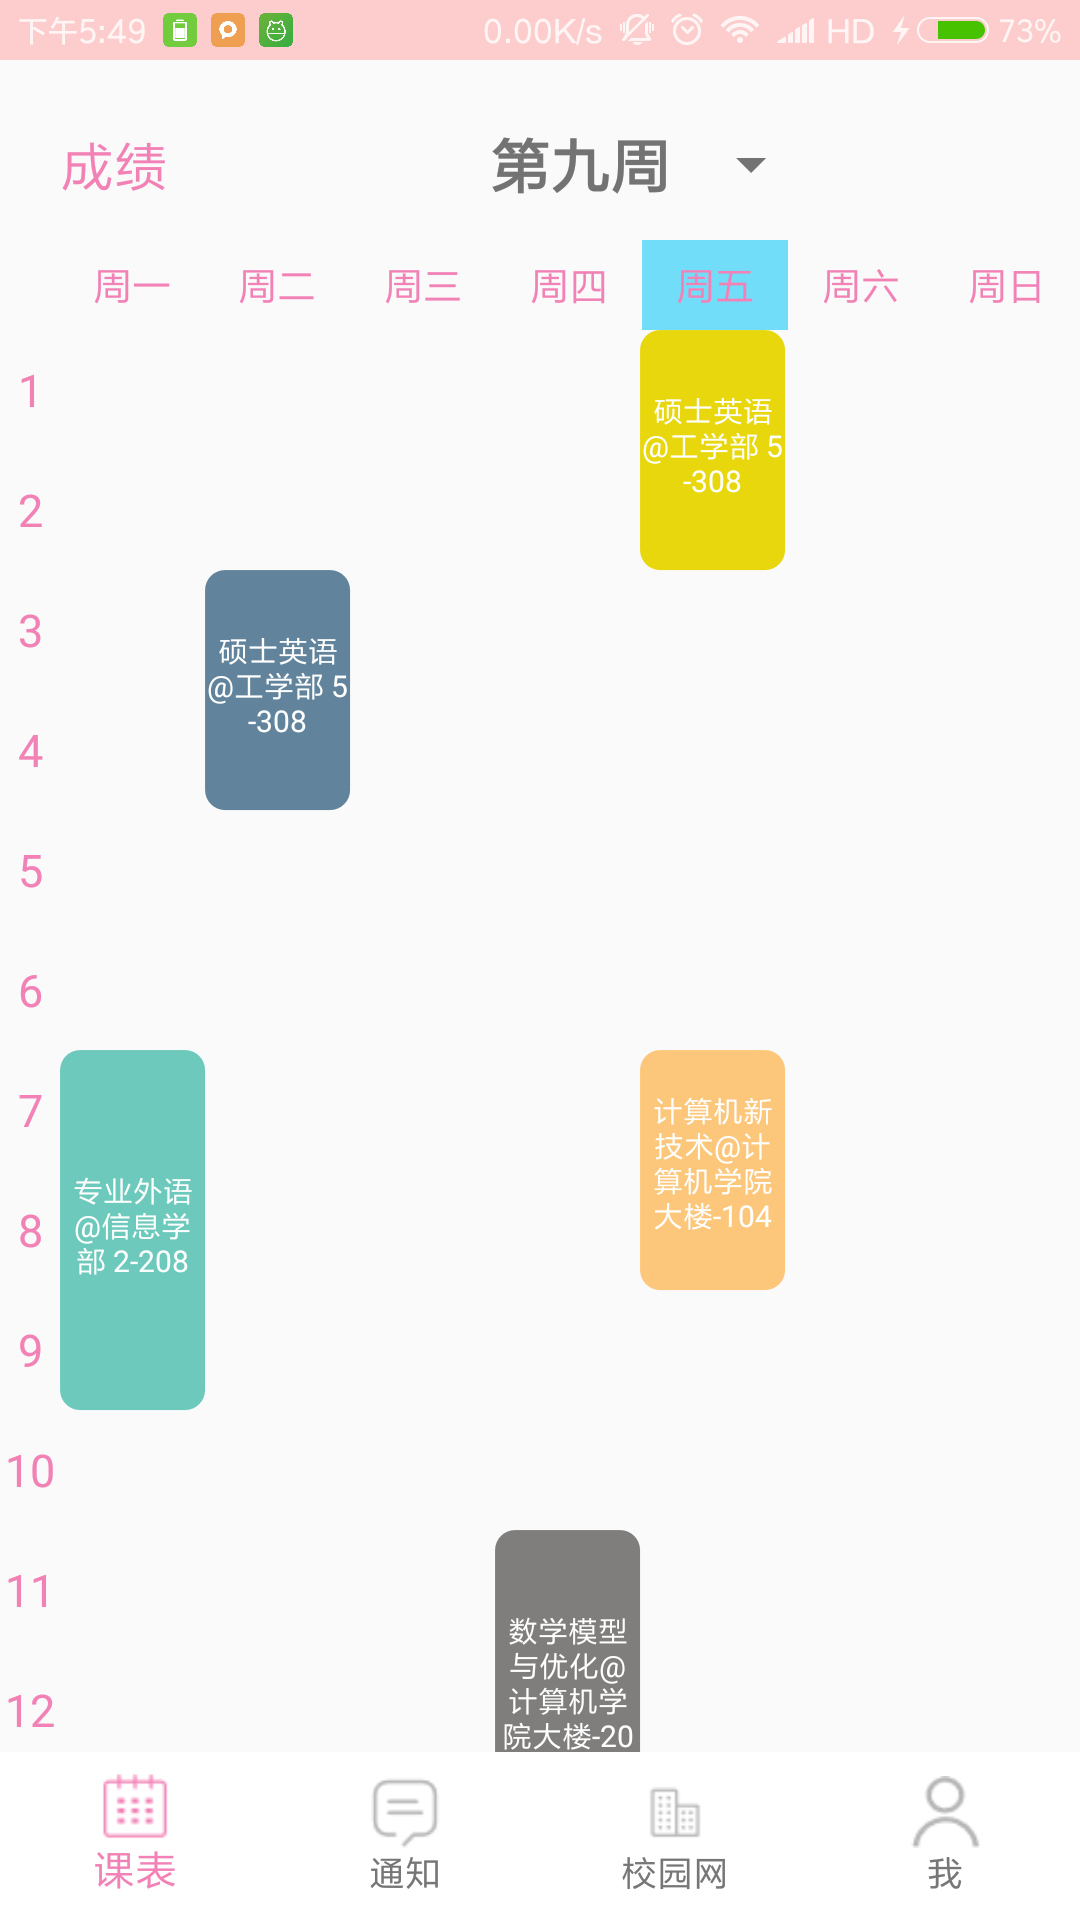 下午5:49 0.00K/s HD 73%
成绩 第九周
周一 周二 周三 周四 周五 周六 周日
1
硕士英语
@工学部 5
-308
2
3
硕士英语
@工学部 5
-308
4
5
6
7
计算机新
技术@计
算机学院
大楼-104
专业外语
@信息学
部 2-208
8
9
10
11
数学模型
与优化@
计算机学
院大楼-20
12
课表 通知 校园网 我